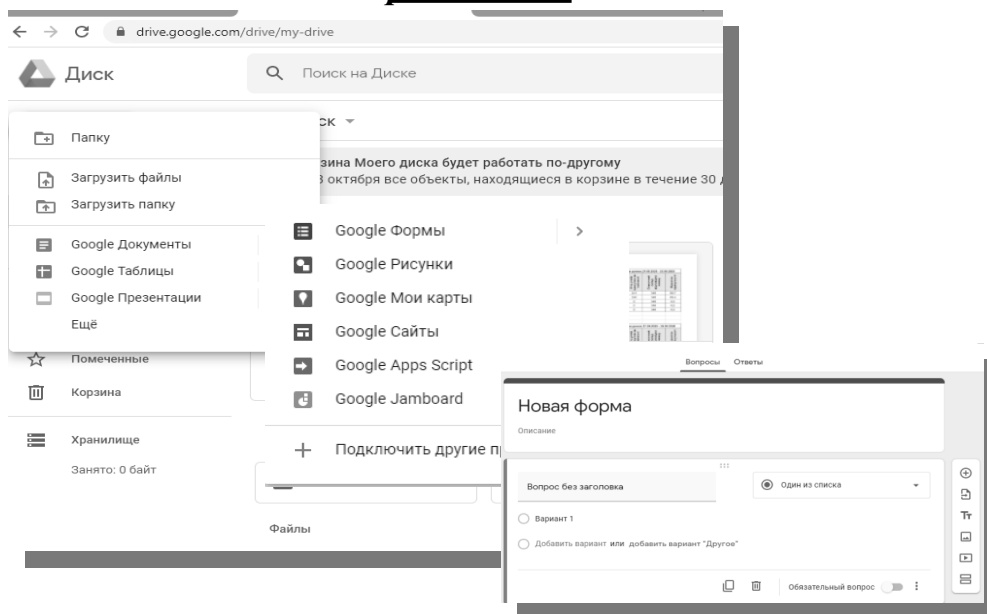 drive.google.com/drive/my-drive
Диск
Поиск на Диске
Папку
Загрузить файлы
Загрузить папку
Google Документы
Google Таблицы
Google Презентации
Ещё
Помеченные
Корзина
Хранилище
Занято: 0 байт
ск
зина Моего диска будет работать по-другому
октября все объекты, находящиеся в корзине в течение 30
Google Формы
Google Рисунки
Google Мои карты
Google Сайты
Google Apps Script
Google Jamboard
Подключить другие п
Файлы
Вопросы Ответы
Новая форма
Описание
Вопрос без заголовка
Один из списка
Вариант 1
Добавить вариант или добавить вариант "Другое"
Обязательный вопрос
Тт